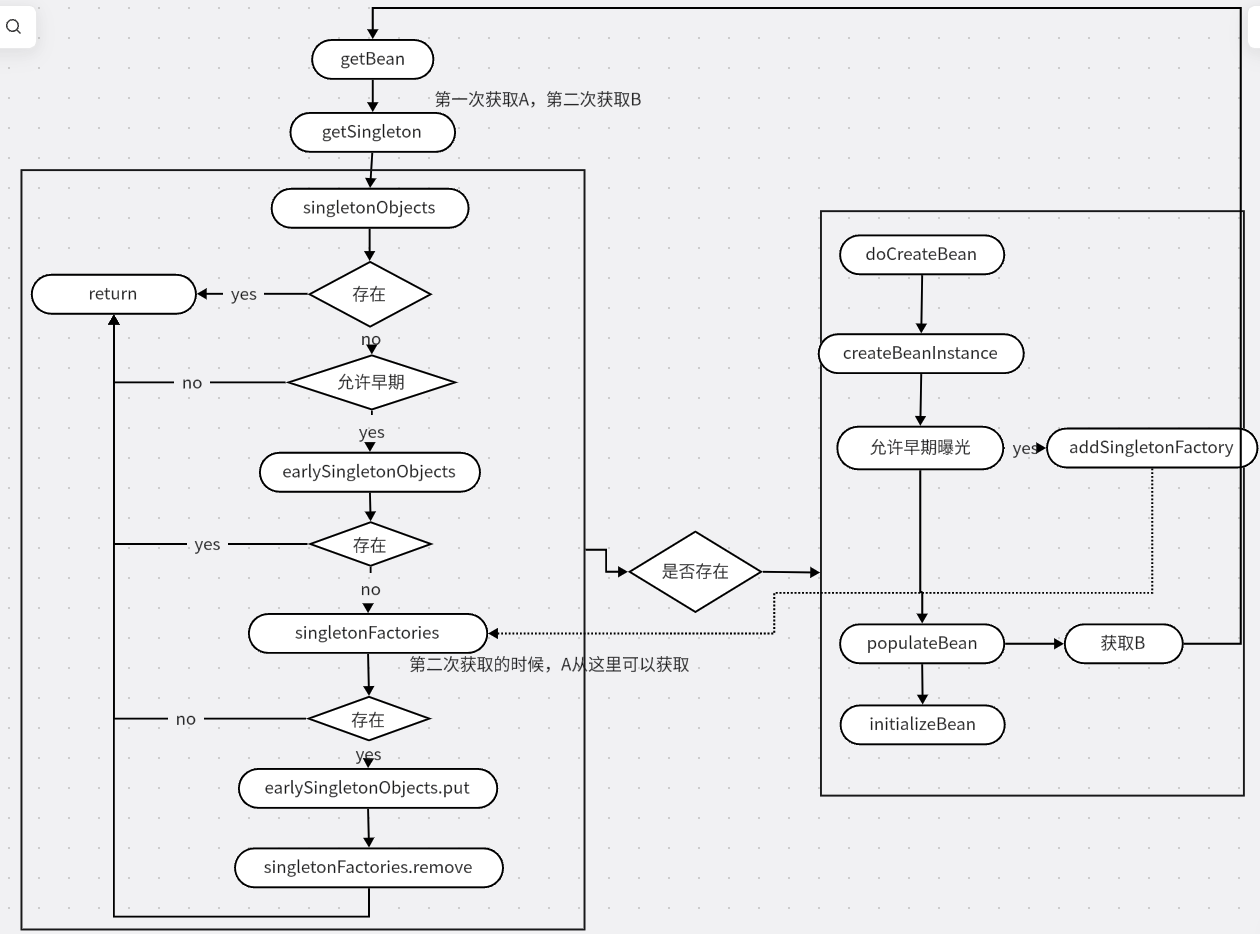 getBean
第一次获取A，第二次获取B
getSingleton
singletonObjects
存在
yes
return
no
允许早期
no
yes
earlySingletonObjects
存在
yes
no
singletonFactories
第二次获取的时候，A从这里可以获取
存在
no
yes
earlySingletonObjects.put
singletonFactories.remove
是否存在
doCreateBean
createBeanInstance
允许早期曝光
yes
addSingletonFactory
populateBean
获取B
initializeBean